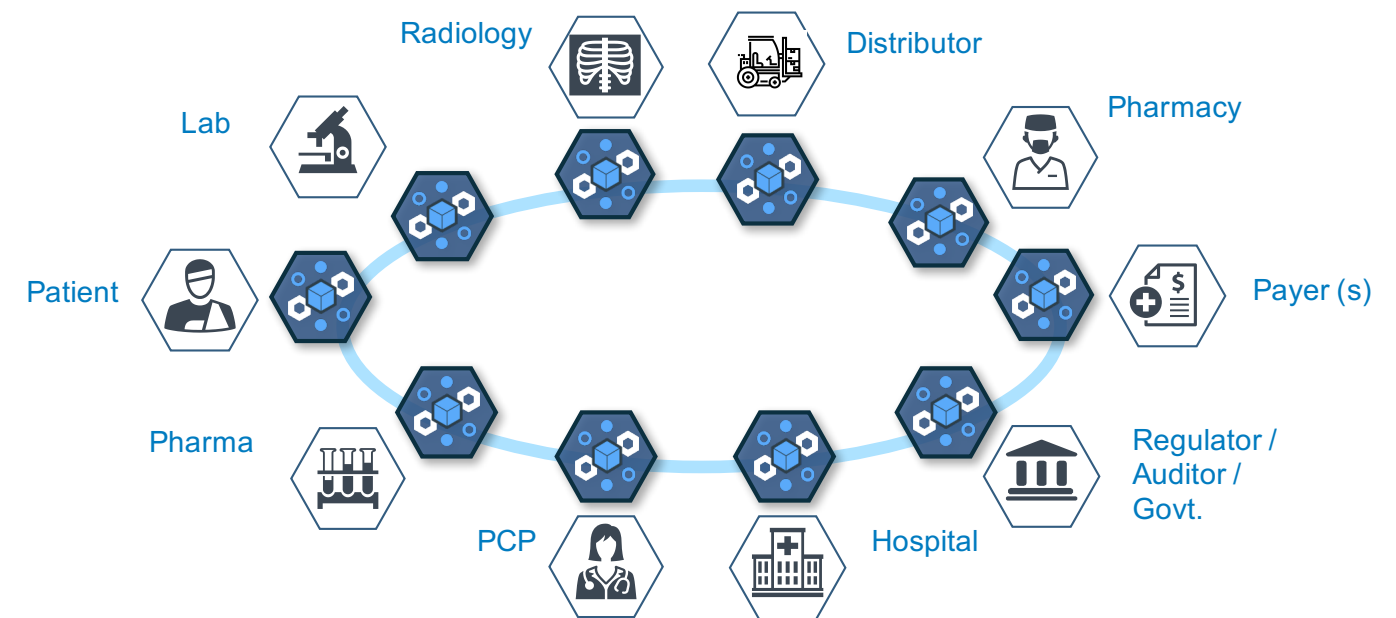 Radiology
Distributor
Lab
Pharmacy
Patient
$
Payer (s)
Pharma
Regulator /
Auditor /
Govt.
PCP
Hospital